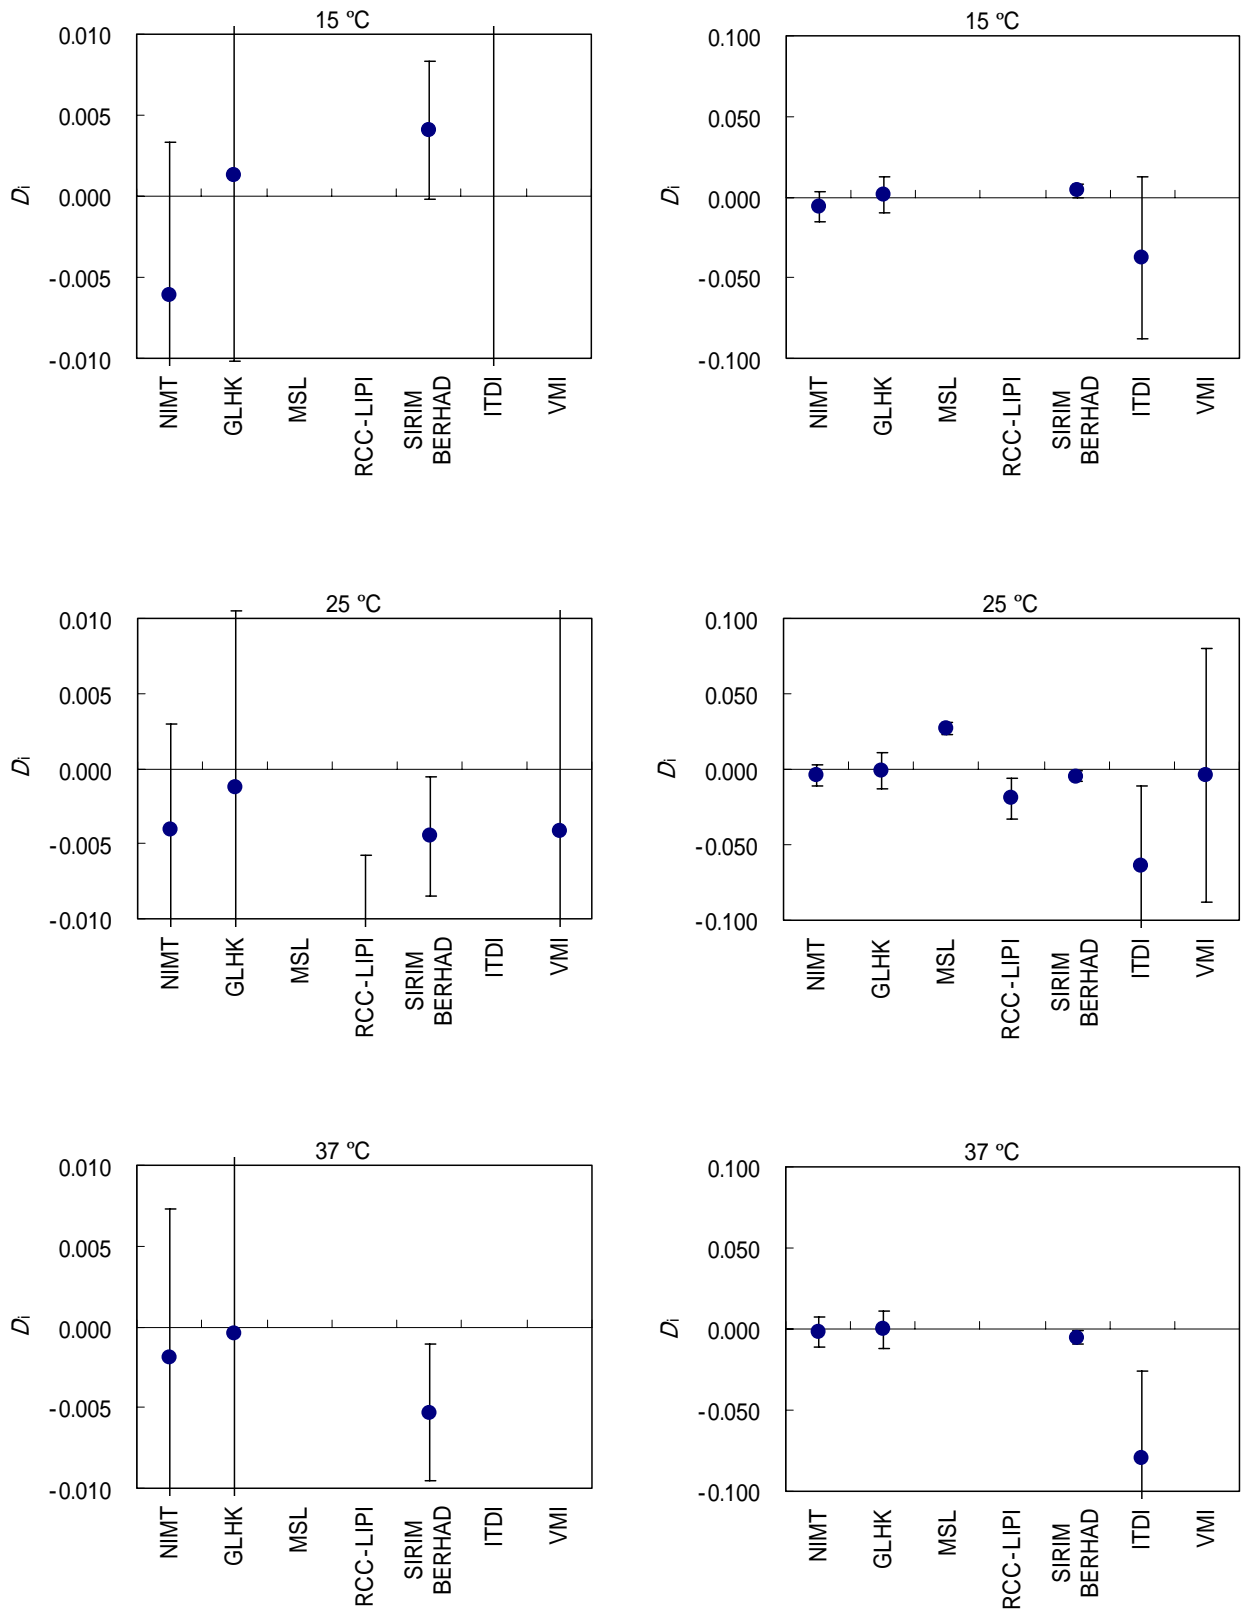 15 ºC
0.010
0.005
0.000
-0.005
-0.010
Di
NIMT
GLHK
MSL
RCC-LIPI
SIRIM
BERHAD
ITDI
VMI
15 ºC
0.100
0.050
0.000
-0.050
-0.100
Di
NIMT
GLHK
MSL
RCC-LIPI
SIRIM
BERHAD
ITDI
VMI
25 ºC
0.010
0.005
0.000
-0.005
-0.010
Di
NIMT
GLHK
MSL
RCC-LIPI
SIRIM
BERHAD
ITDI
VMI
25 ºC
0.100
0.050
0.000
-0.050
-0.100
Di
NIMT
GLHK
MSL
RCC-LIPI
SIRIM
BERHAD
ITDI
VMI
37 ºC
0.010
0.005
0.000
-0.005
-0.010
Di
NIMT
GLHK
MSL
RCC-LIPI
SIRIM
BERHAD
ITDI
VMI
37 ºC
0.100
0.050
0.000
-0.050
-0.100
Di
NIMT
GLHK
MSL
RCC-LIPI
SIRIM
BERHAD
ITDI
VMI